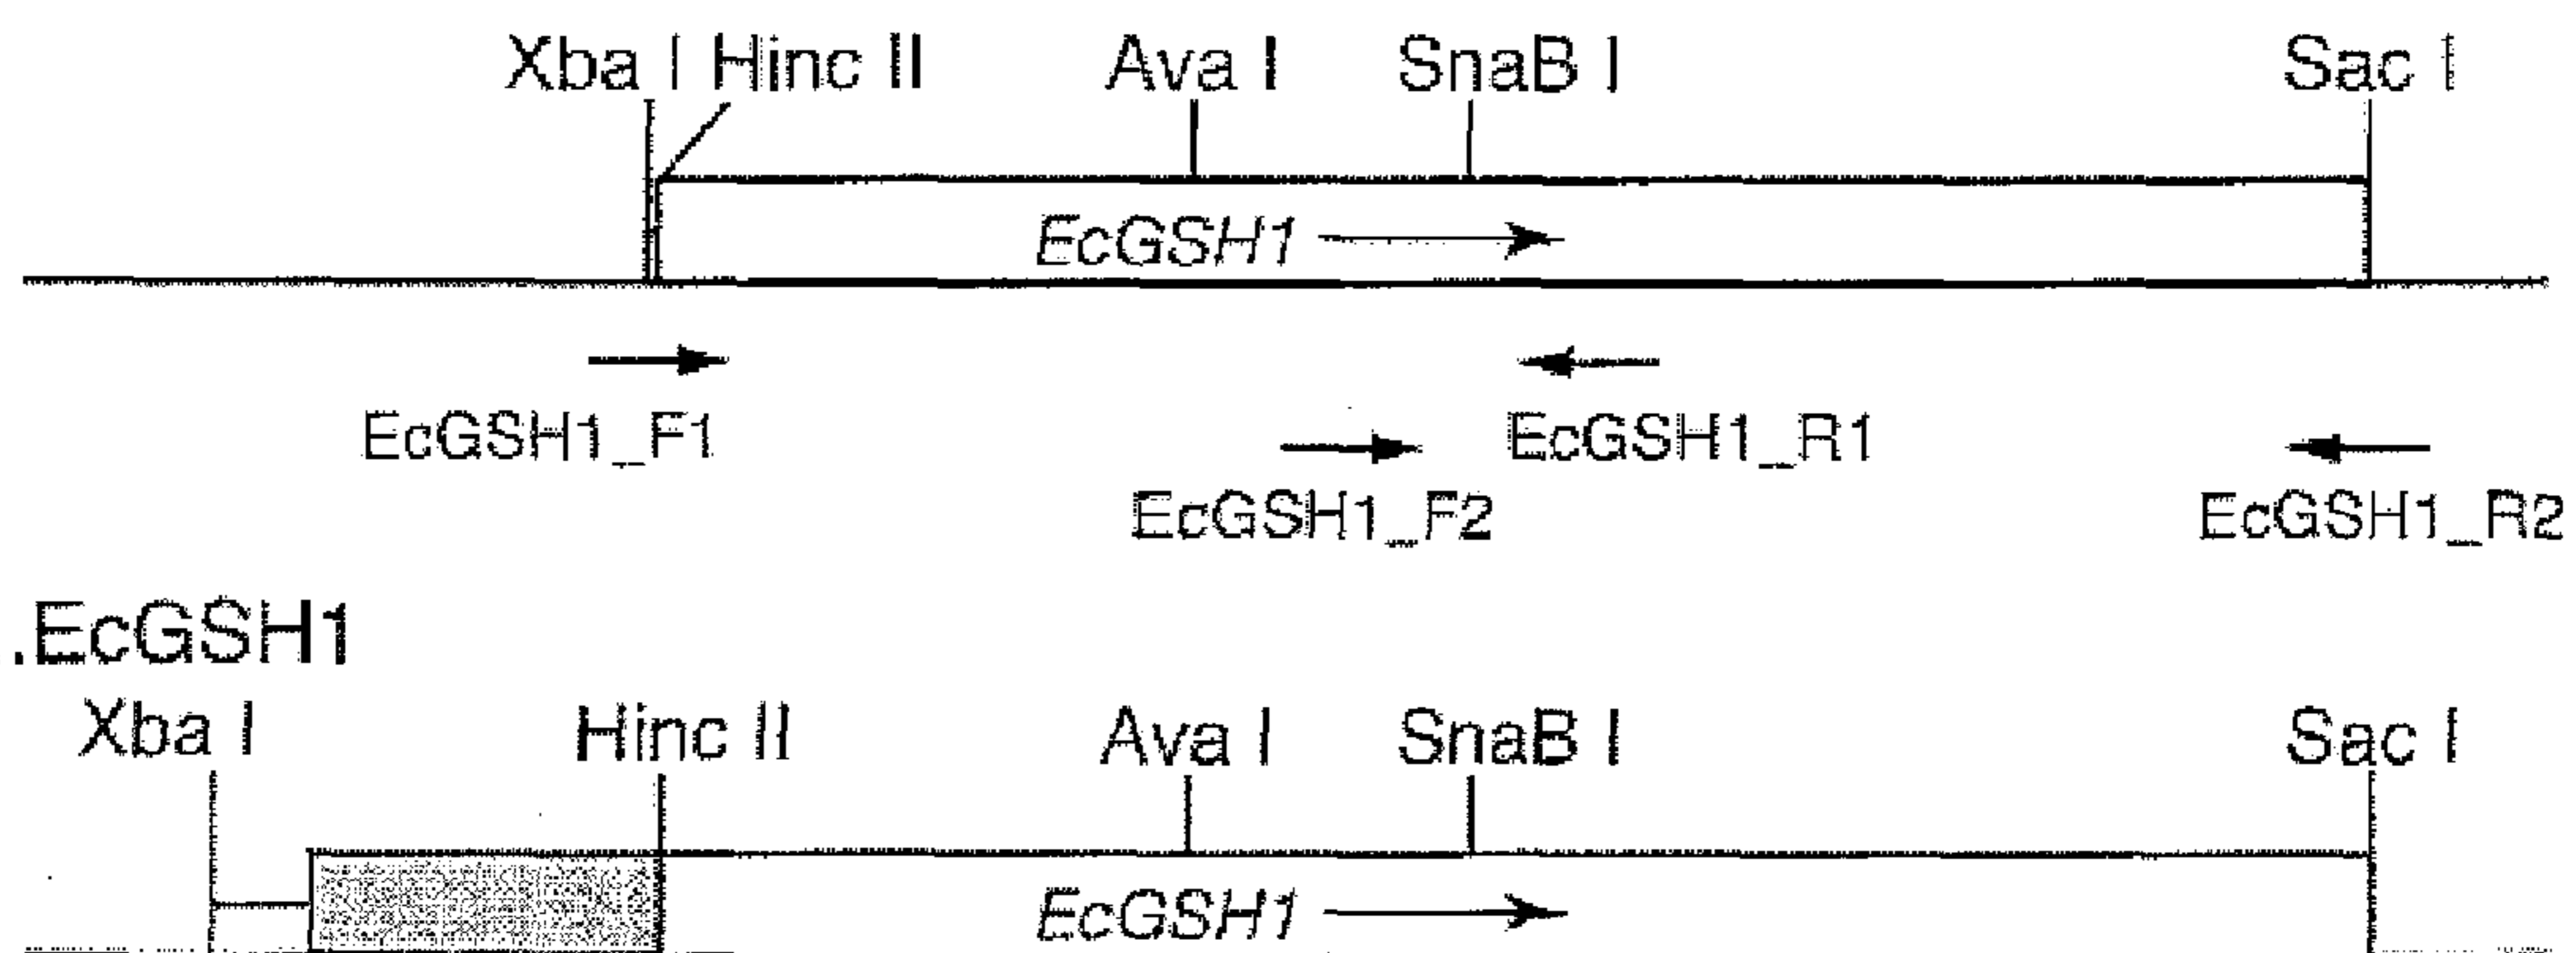 Xba I Hinc II Ava I SnaB I Sac I
EcGSH1
EcGSH1_F1 EcGSH1_R1
EcGSH1_F2 EcGSH1_R2
.EcGSH1
Xba I Hinc II Ava I SnaB I Sac I
EcGSH1